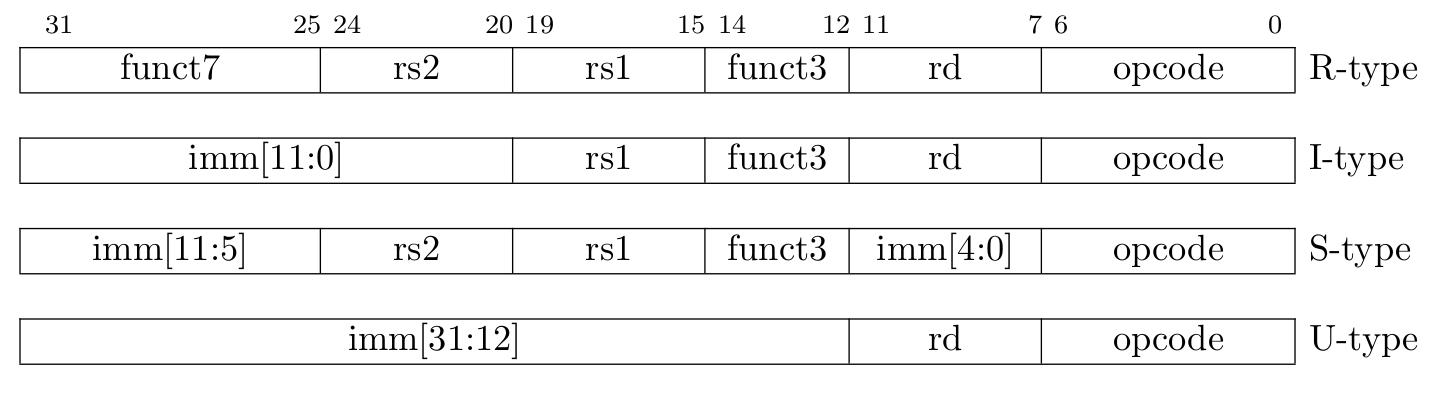 31 25 24 20 19 15 14 12 11 7 6 0
funct7 rs2 rs1 funct3 rd opcode R-type
imm[11:0] rs1 funct3 rd opcode I-type
imm[11:5] rs2 rs1 funct3 imm[4:0] opcode S-type
imm[31:12] rd opcode U-type